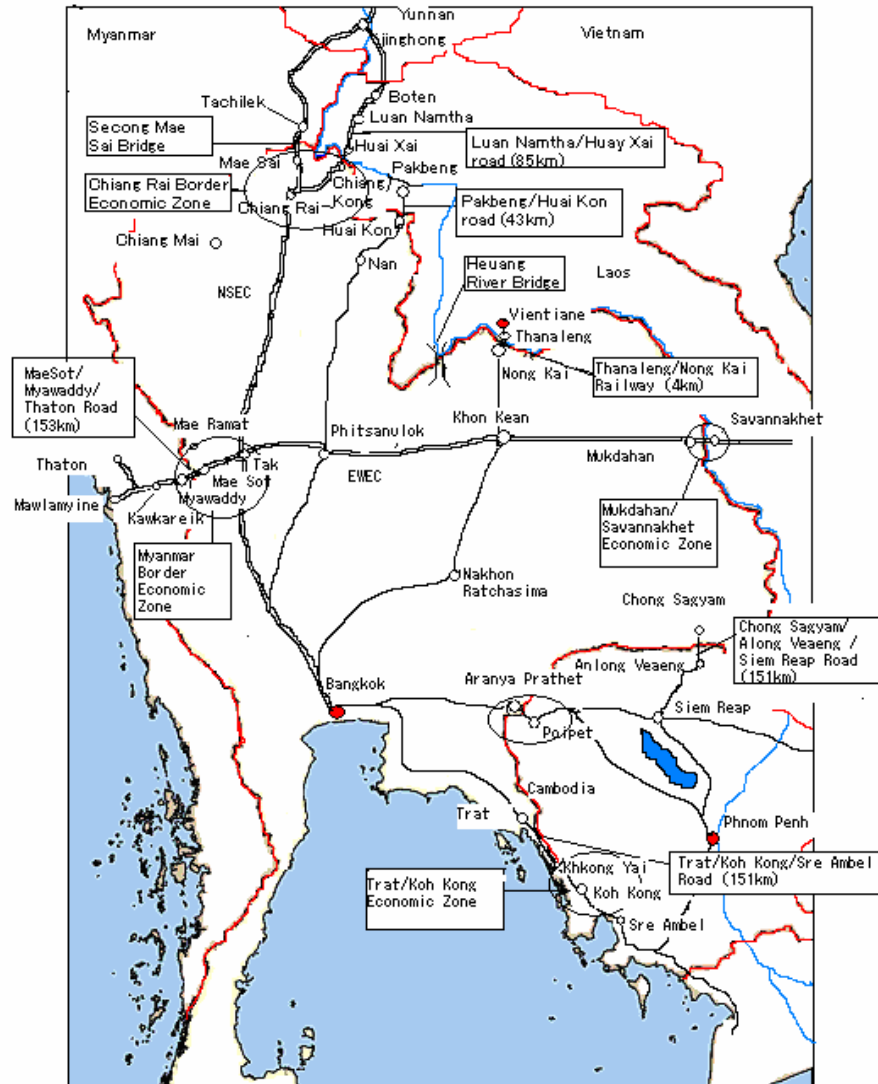 Yunnan
Myanmar
Jinghong
Vietnam
Tachilek
Boten
Luan Namtha
Secong Mae
Sai Bridge
Huai Xai
Luan Namtha/Huay Xai
road (85km)
Mae Sai
Pakbeng
Chiang Rai Border
Economic Zone
Chiang
Kong
Chiang Rai
Pakbeng/Huai Kon
road (43km)
Huai Kon
Chiang Mai
Nan
Heuang
River Bridge
Laos
NSEC
Vientiane
Thanaleng
MaeSot/
Myawaddy/
Thaton Road
(153km)
Nong Kai
Thanaleng/Nong Kai
Railway (4km)
Mae Ramat
Phitsanulok
Khon Kean
Savannakhet
Thaton
Tak
Mukdahan
Mae Sot
EWEC
Myawaddy
Mawlamyine
Kawkareik
Mukdahan/
Savannakhet
Economic Zone
Myanmar
Border
Economic
Zone
Nakhon
Ratchasima
Chong Sagyam
Chong Sagyam/
Along Veaeng /
Siem Reap Road
(151km)
Anlong Veaeng
Aranya Prathet
Bangkok
Siem Reap
Poipet
Cambodia
Trat
Phnom Penh
Khkong Yai
Trat/Koh Kong/Sre Ambel
Road (151km)
Trat/Koh Kong
Economic Zone
Koh Kong
Sre Ambel